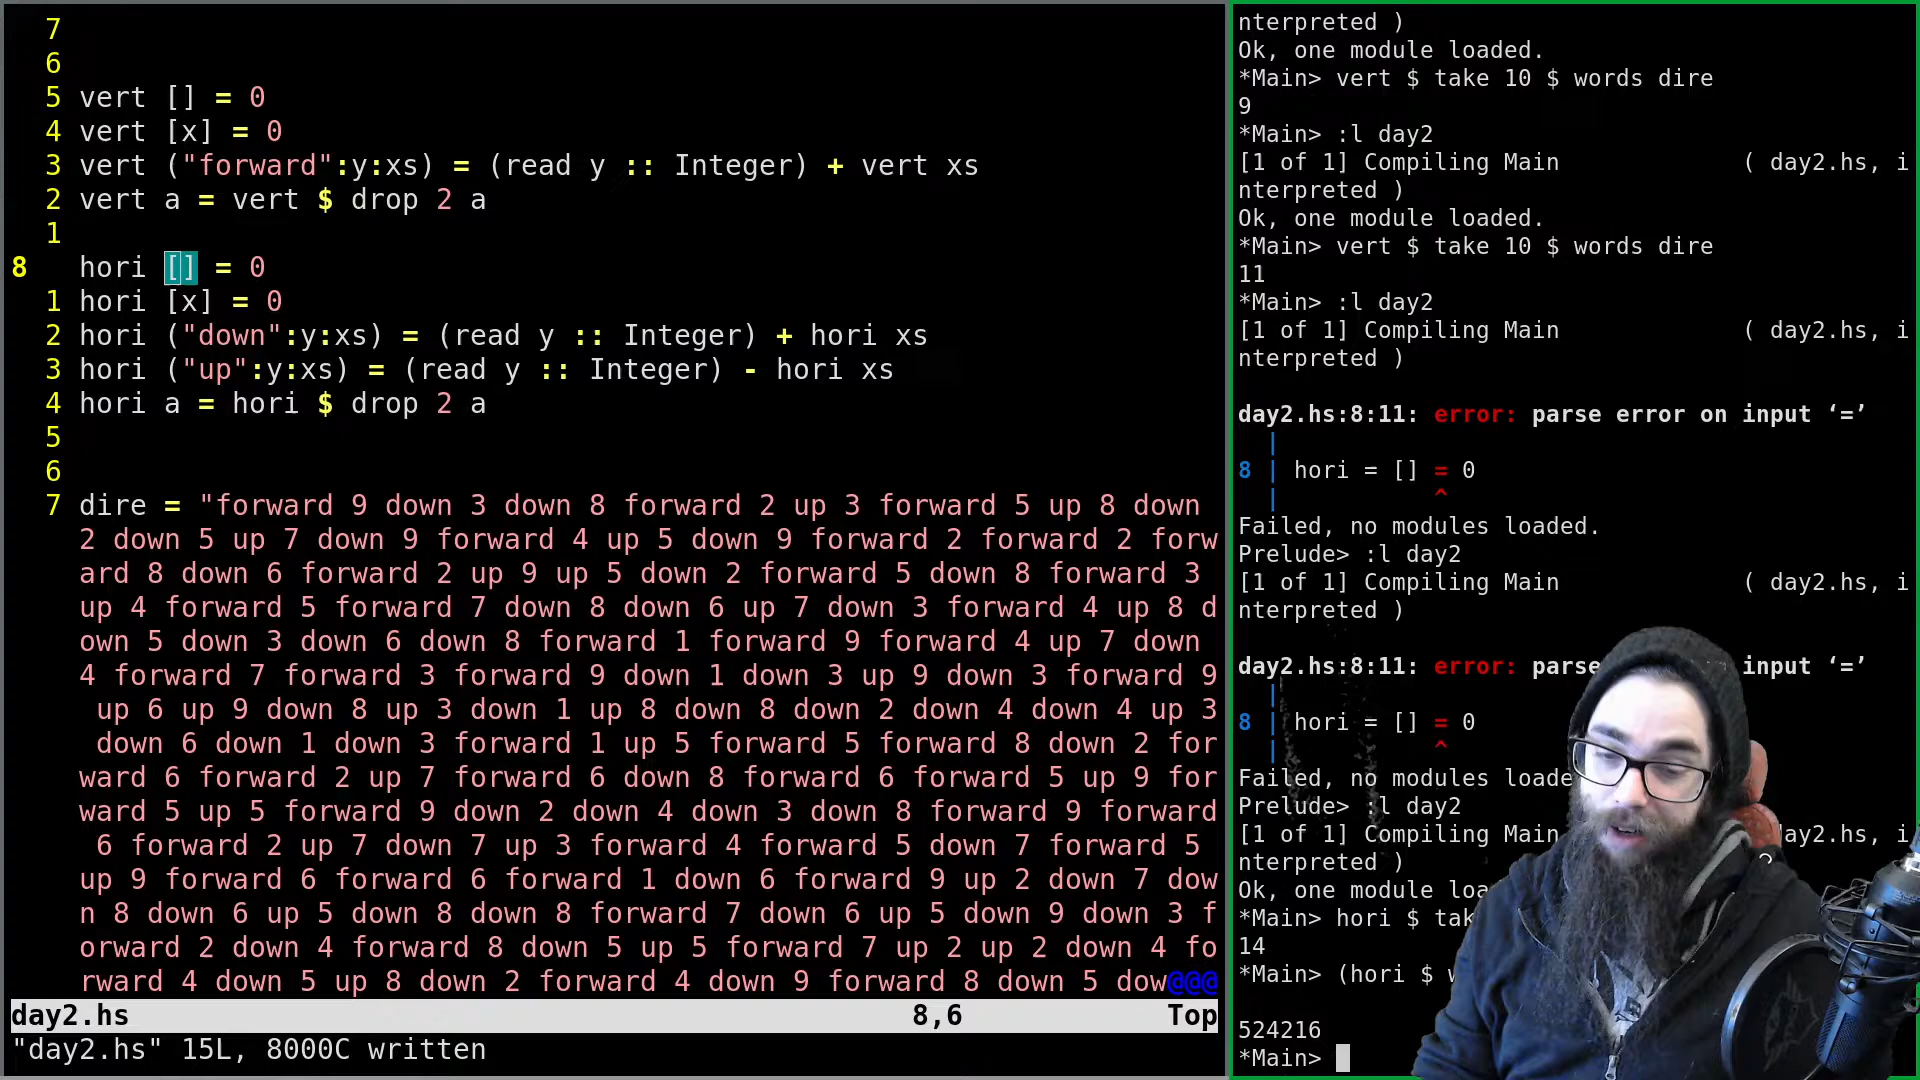 7
6
5 vert [] = 0
4 vert [x] = 0
3 vert ("forward":y:xs) = (read y :: Integer) + vert xs
2 vert a = vert $ drop 2 a
1
8 hori [] = 0
1 hori [x] = 0
2 hori ("down":y:xs) = (read y :: Integer) + hori xs
3 hori ("up":y:xs) = (read y :: Integer) - hori xs
4 hori a = hori $ drop 2 a
5
6
7 dire = "forward 9 down 3 down 8 forward 2 up 3 forward 5 up 8 down
2 down 5 up 7 down 9 forward 4 up 5 down 9 forward 2 forward 2 forw
ard 8 down 6 forward 2 up 9 up 5 down 2 forward 5 down 8 forward 3
up 4 forward 5 forward 7 down 8 down 6 up 7 down 3 forward 4 up 8 d
own 5 down 3 down 6 down 8 forward 1 forward 9 forward 4 up 7 down
4 forward 7 forward 3 forward 9 down 1 down 3 up 9 down 3 forward 9
up 6 up 9 down 8 up 3 down 1 up 8 down 8 down 2 down 4 down 4 up 3
down 6 down 1 down 3 forward 1 up 5 forward 5 forward 8 down 2 for
ward 6 forward 2 up 7 forward 6 down 8 forward 6 forward 5 up 9 for
ward 5 up 5 forward 9 down 2 down 4 down 3 down 8 forward 9 forward
6 forward 2 up 7 down 7 up 3 forward 4 forward 5 down 7 forward 5
up 9 forward 6 forward 6 forward 1 down 6 forward 9 up 2 down 7 dow
n 8 down 6 up 5 down 8 down 8 forward 7 down 6 up 5 down 9 down 3 f
orward 2 down 4 forward 8 down 5 up 5 forward 7 up 2 up 2 down 4 fo
rward 4 down 5 up 8 down 2 forward 4 down 9 forward 8 down 5 dow@@@
day2.hs 8,6 Top
"day2.hs" 15L, 8000C written
nterpreted )
Ok, one module loaded.
*Main> vert $ take 10 $ words dire
9
*Main> :l day2
[1 of 1] Compiling Main ( day2.hs, i
nterpreted )
Ok, one module loaded.
*Main> vert $ take 10 $ words dire
11
*Main> :l day2
[1 of 1] Compiling Main ( day2.hs, i
nterpreted )
day2.hs:8:11: error: parse error on input ‘=’
|
8 | hori = [] = 0
| ^
Failed, no modules loaded.
Prelude> :l day2
[1 of 1] Compiling Main ( day2.hs, i
nterpreted )
day2.hs:8:11: error: parse input ‘=’
|
8 | hori = [] = 0
| ^
Failed, no modules loade
Prelude> :l day2
[1 of 1] Compiling Main day2.hs, i
nterpreted )
Ok, one module loa
*Main> hori $ tak
14
*Main> (hori $ w
524216
*Main>